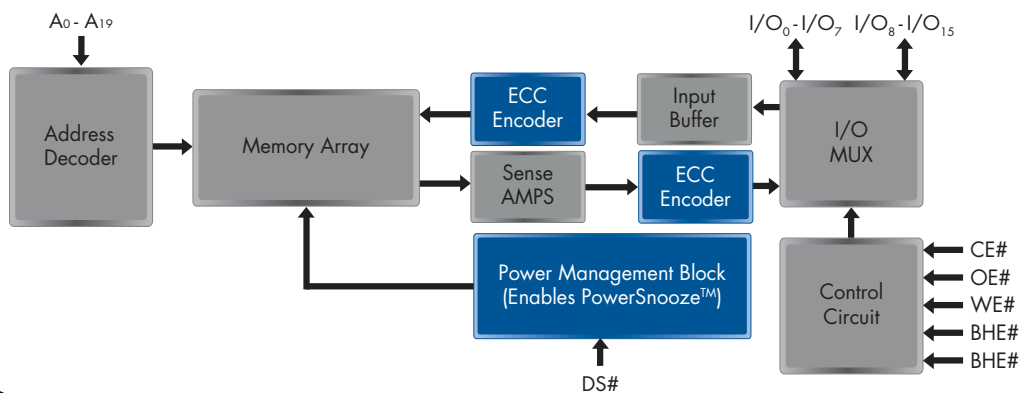 A0 - A19
I/O0 - I/O7 I/O8 - I/O15
Address
Decoder
Memory Array
ECC
Encoder
Input
Buffer
I/O
MUX
Sense
AMPS
ECC
Encoder
Power Management Block
(Enables PowerSnooze™)
DS#
Control
Circuit
CE#
OE#
WE#
BHE#
BHE#